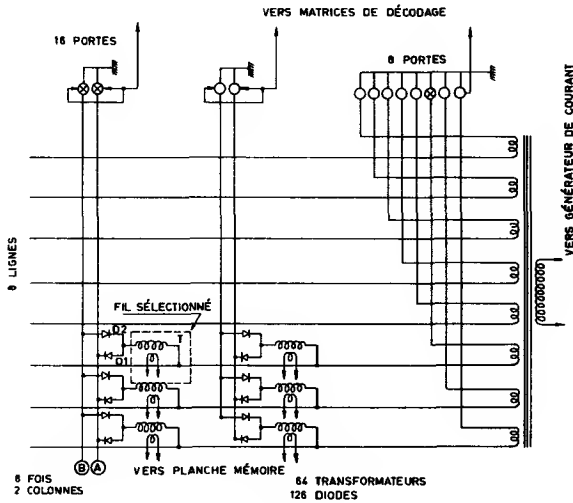 VERS MATRICES DE DÉCODAGE
16 PORTES
8 PORTES
VERS GÉNÉRATEUR DE COURANT
8 LIGNES
FIL SÉLECTIONNÉ
D2
T
D1
B
A
VERS PLANCHE MÉMOIRE
8 FOIS
2 COLONNES
64 TRANSFORMATEURS
126 DIODES